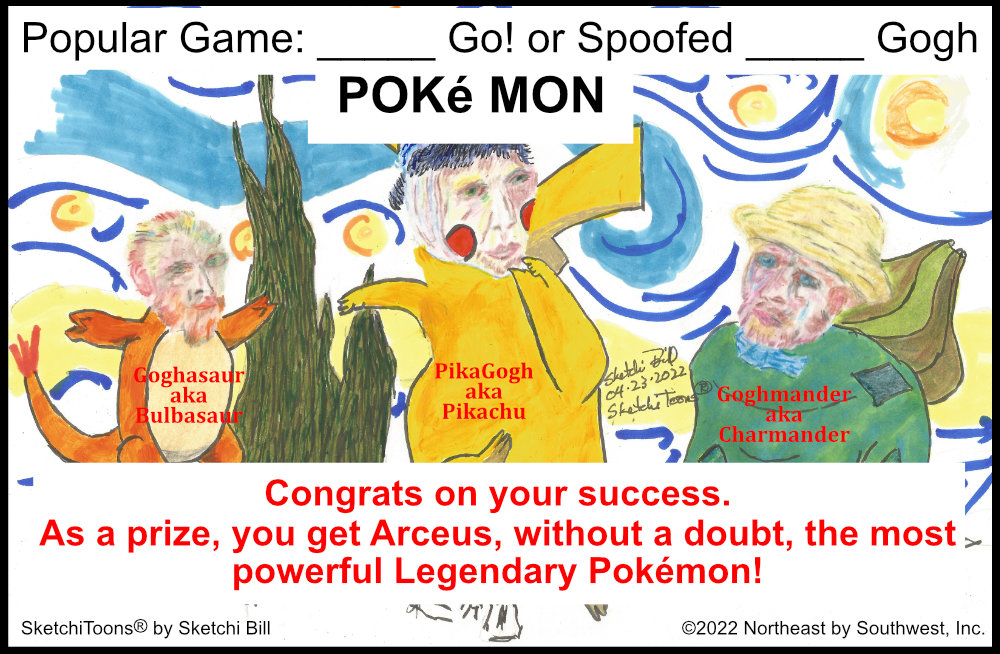 Popular Game: _____ Go! or Spoofed _____ Gogh
POKé MON
Goghasaur
aka
Bulbasaur
PikaGogh
aka
Pikachu
Sketchi Bill
04·23·2022
SketchiToons®
Goghmander
aka
Charmander
Congrats on your success.
As a prize, you get Arceus, without a doubt, the most
powerful Legendary Pokémon!
SketchiToons® by Sketchi Bill
©2022 Northeast by Southwest, Inc.